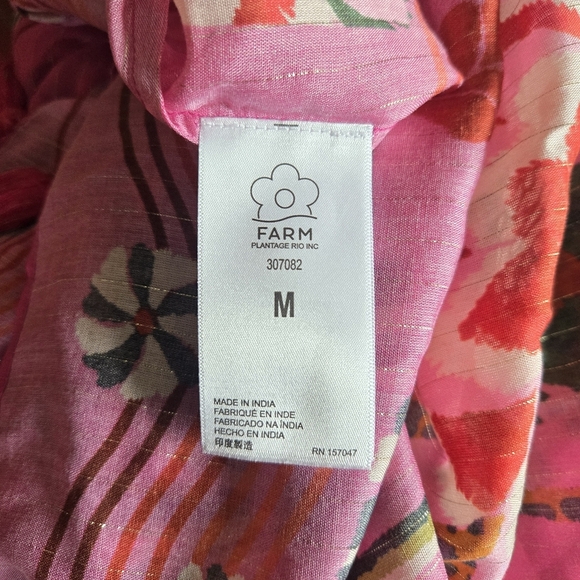 FARM
PLANTAGE RIO INC
307082
M
MADE IN INDIA
FABRIQUÉ EN INDE
FABRICADO NA ÍNDIA
HECHO EN INDIA
印度製造
RN 157047